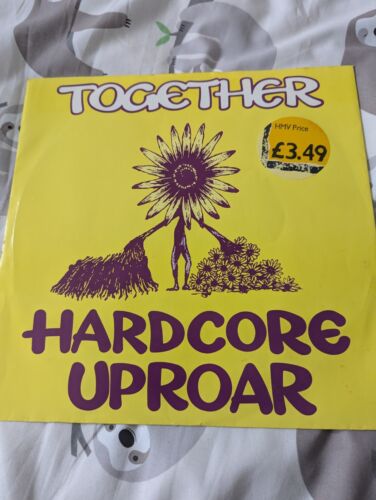 TOGETHER
HMV Price
£3.49
HARDCORE
UPROAR